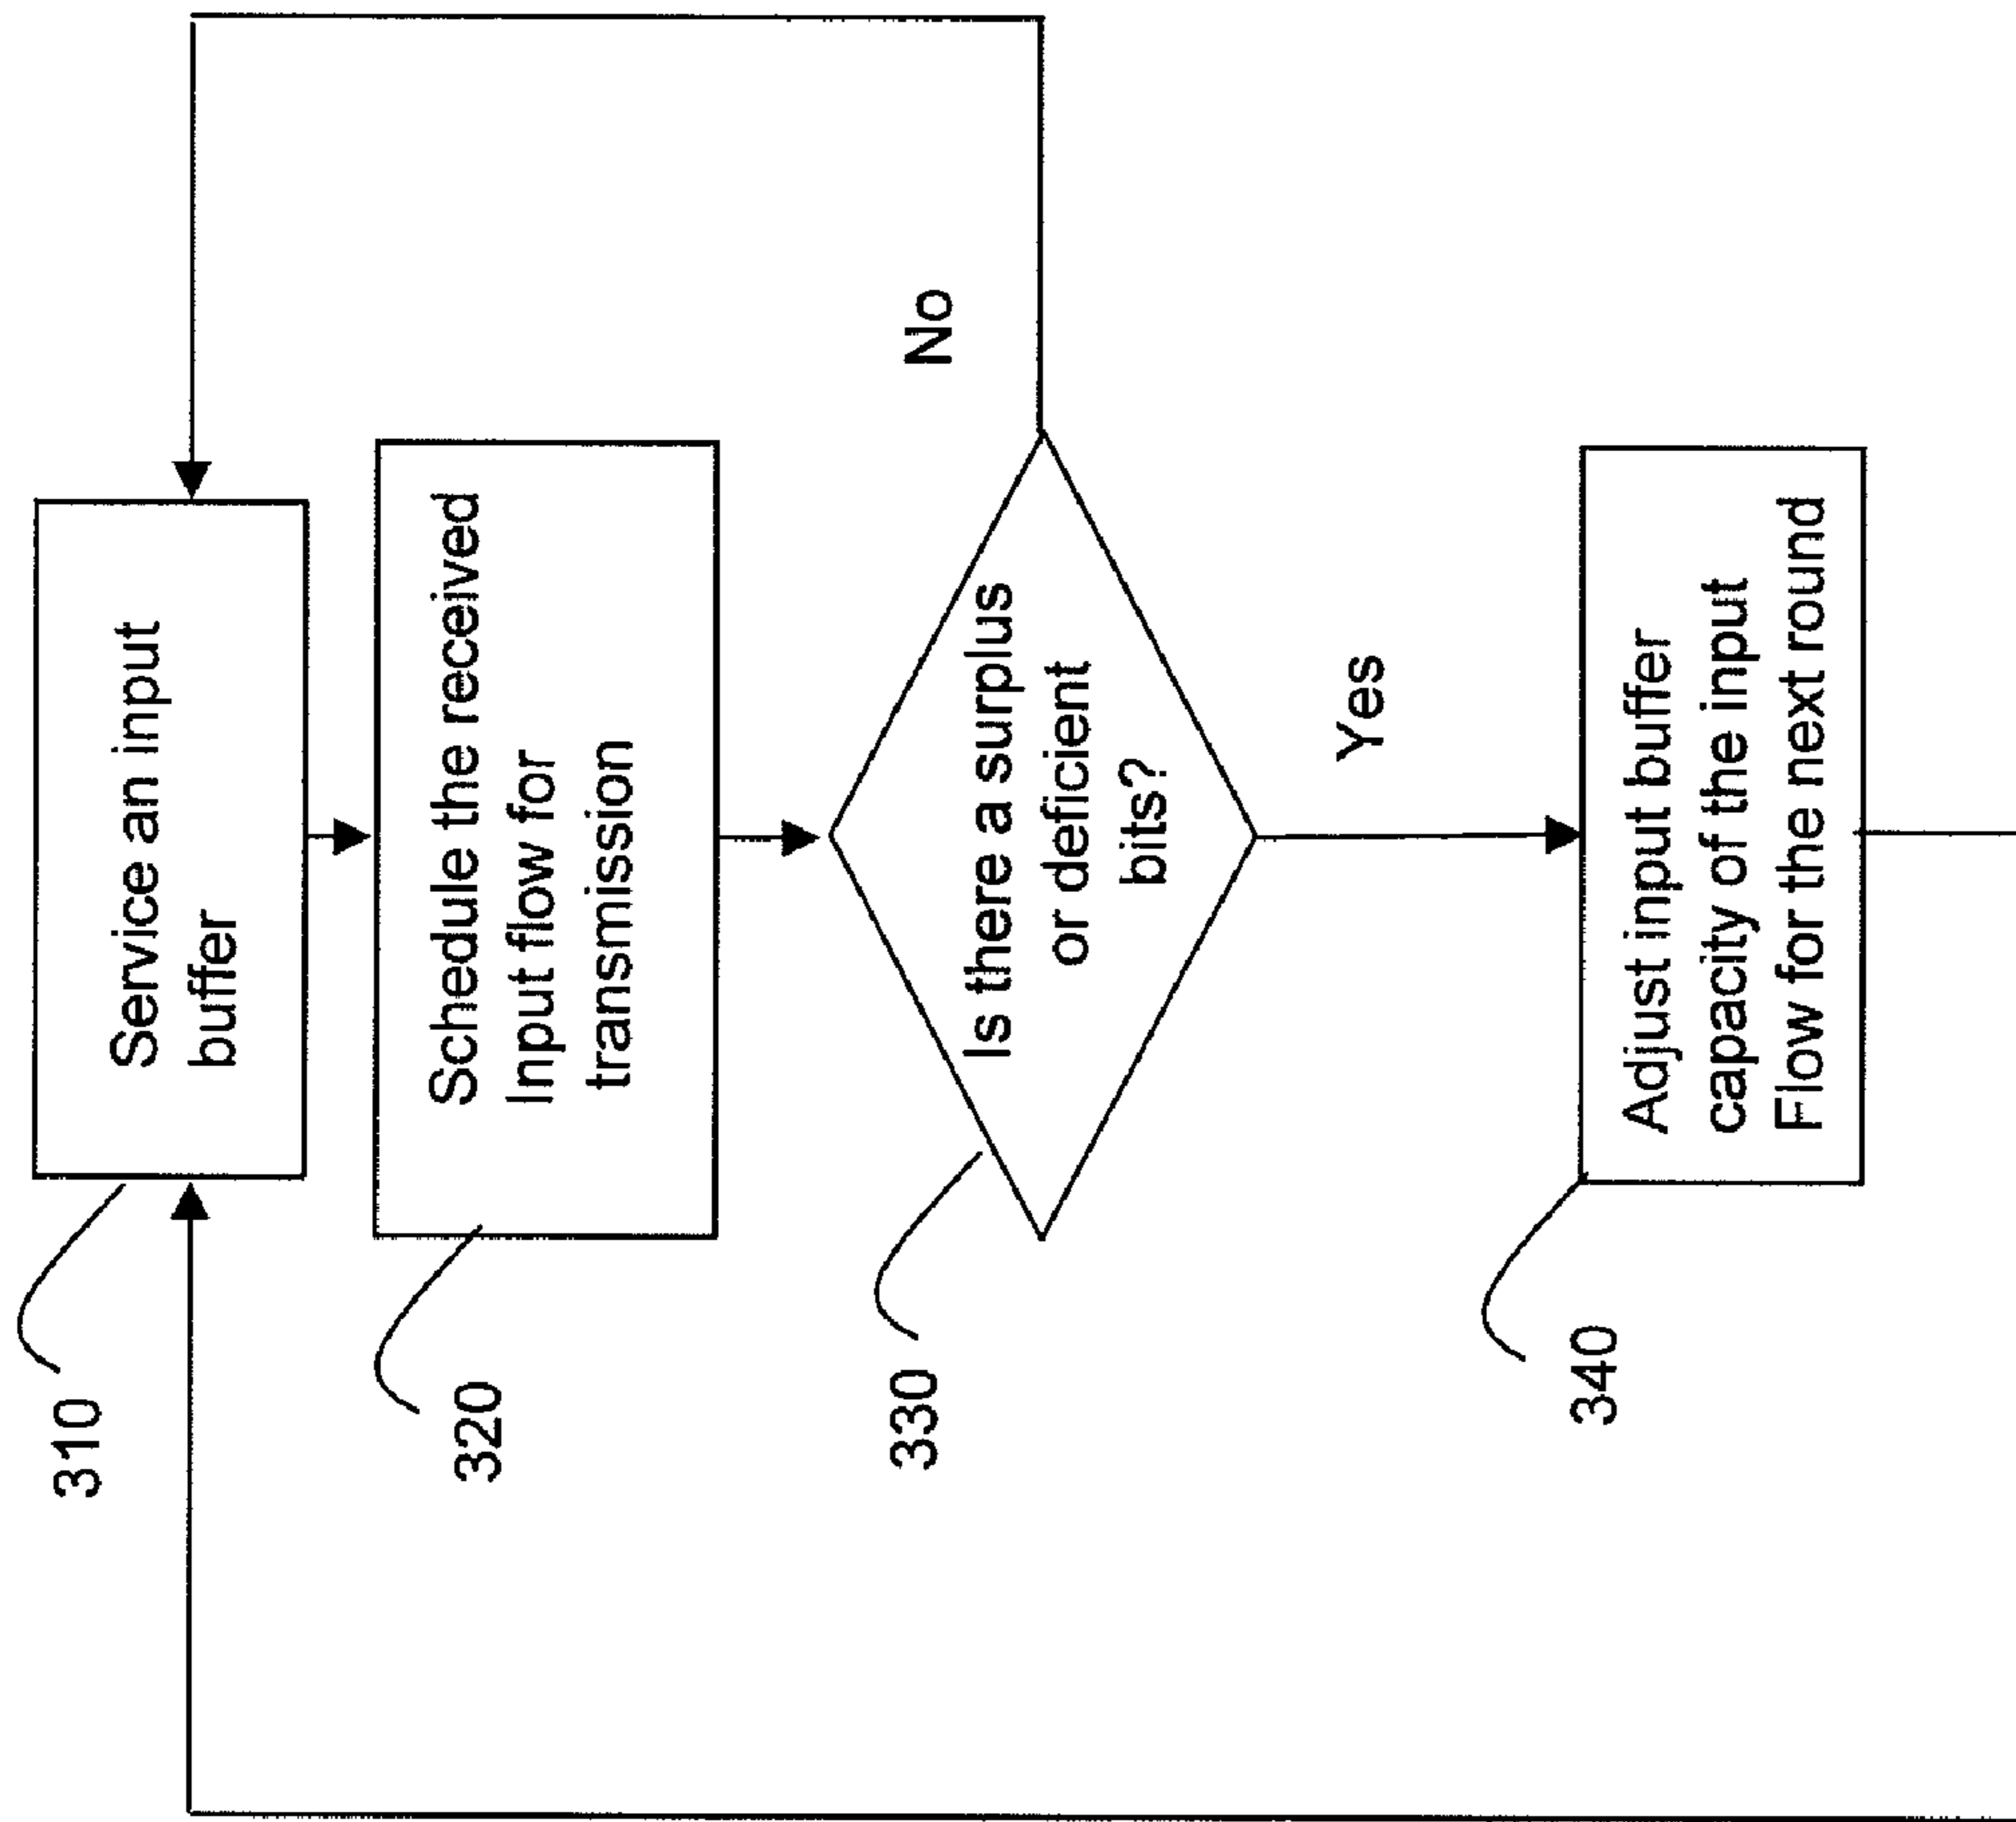 310
Service an input
buffer
320
Schedule the received
Input flow for
transmission
330
Is there a surplus
or deficient
bits?
No
Yes
340
Adjust input buffer
capacity of the input
Flow for the next round